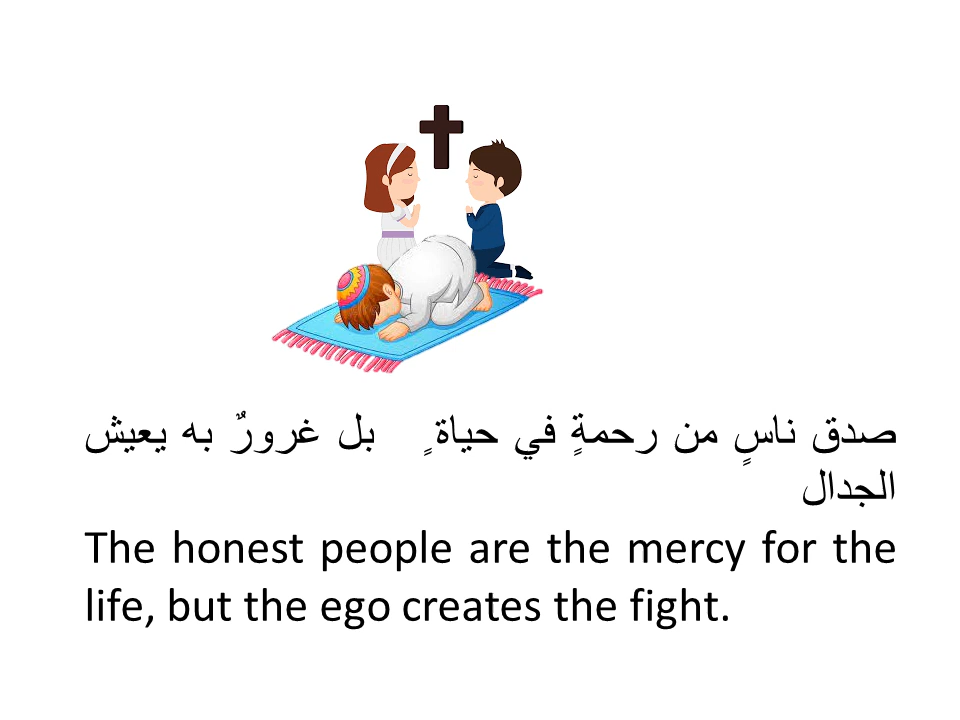 صدق ناسٍ من رحمةٍ في حياة ٍ بل غرورٌ به يعيش
الجدال
The honest people are the mercy for the
life, but the ego creates the fight.